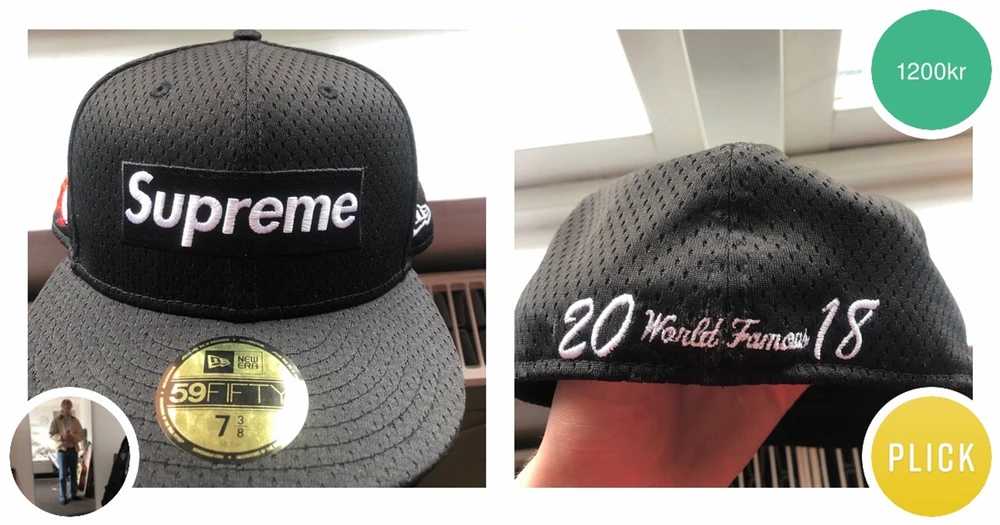 Supreme
NEW ERA
59FIFTY
7 3/8
20 World Famous 18
1200kr
PLICK